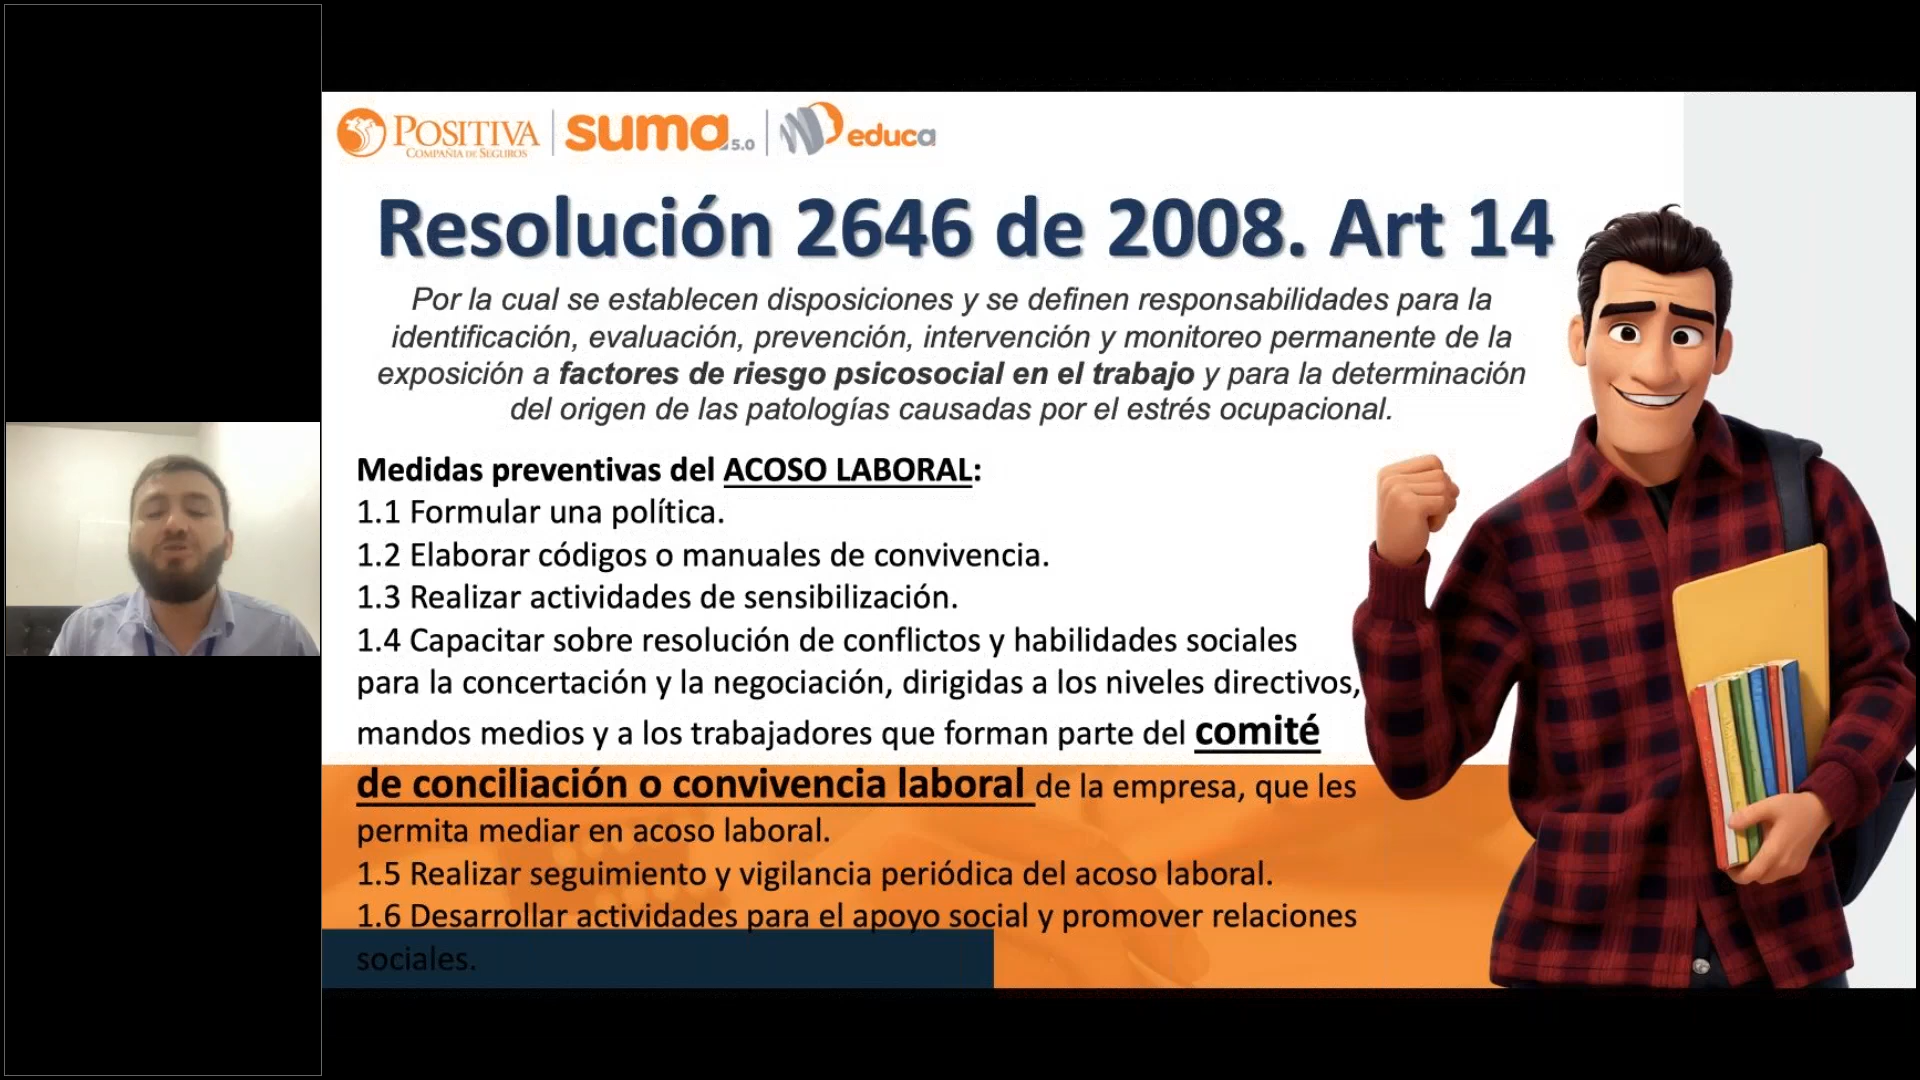 POSITIVA
COMPAÑIA DE SEGUROS
suma 5.0
educa
Resolución 2646 de 2008. Art 14
Por la cual se establecen disposiciones y se definen responsabilidades para la
identificación, evaluación, prevención, intervención y monitoreo permanente de la
exposición a factores de riesgo psicosocial en el trabajo y para la determinación
del origen de las patologías causadas por el estrés ocupacional.
Medidas preventivas del ACOSO LABORAL:
1.1 Formular una política.
1.2 Elaborar códigos o manuales de convivencia.
1.3 Realizar actividades de sensibilización.
1.4 Capacitar sobre resolución de conflictos y habilidades sociales
para la concertación y la negociación, dirigidas a los niveles directivos,
mandos medios y a los trabajadores que forman parte del comité
de conciliación o convivencia laboral de la empresa, que les
permita mediar en acoso laboral.
1.5 Realizar seguimiento y vigilancia periódica del acoso laboral.
1.6 Desarrollar actividades para el apoyo social y promover relaciones
sociales.